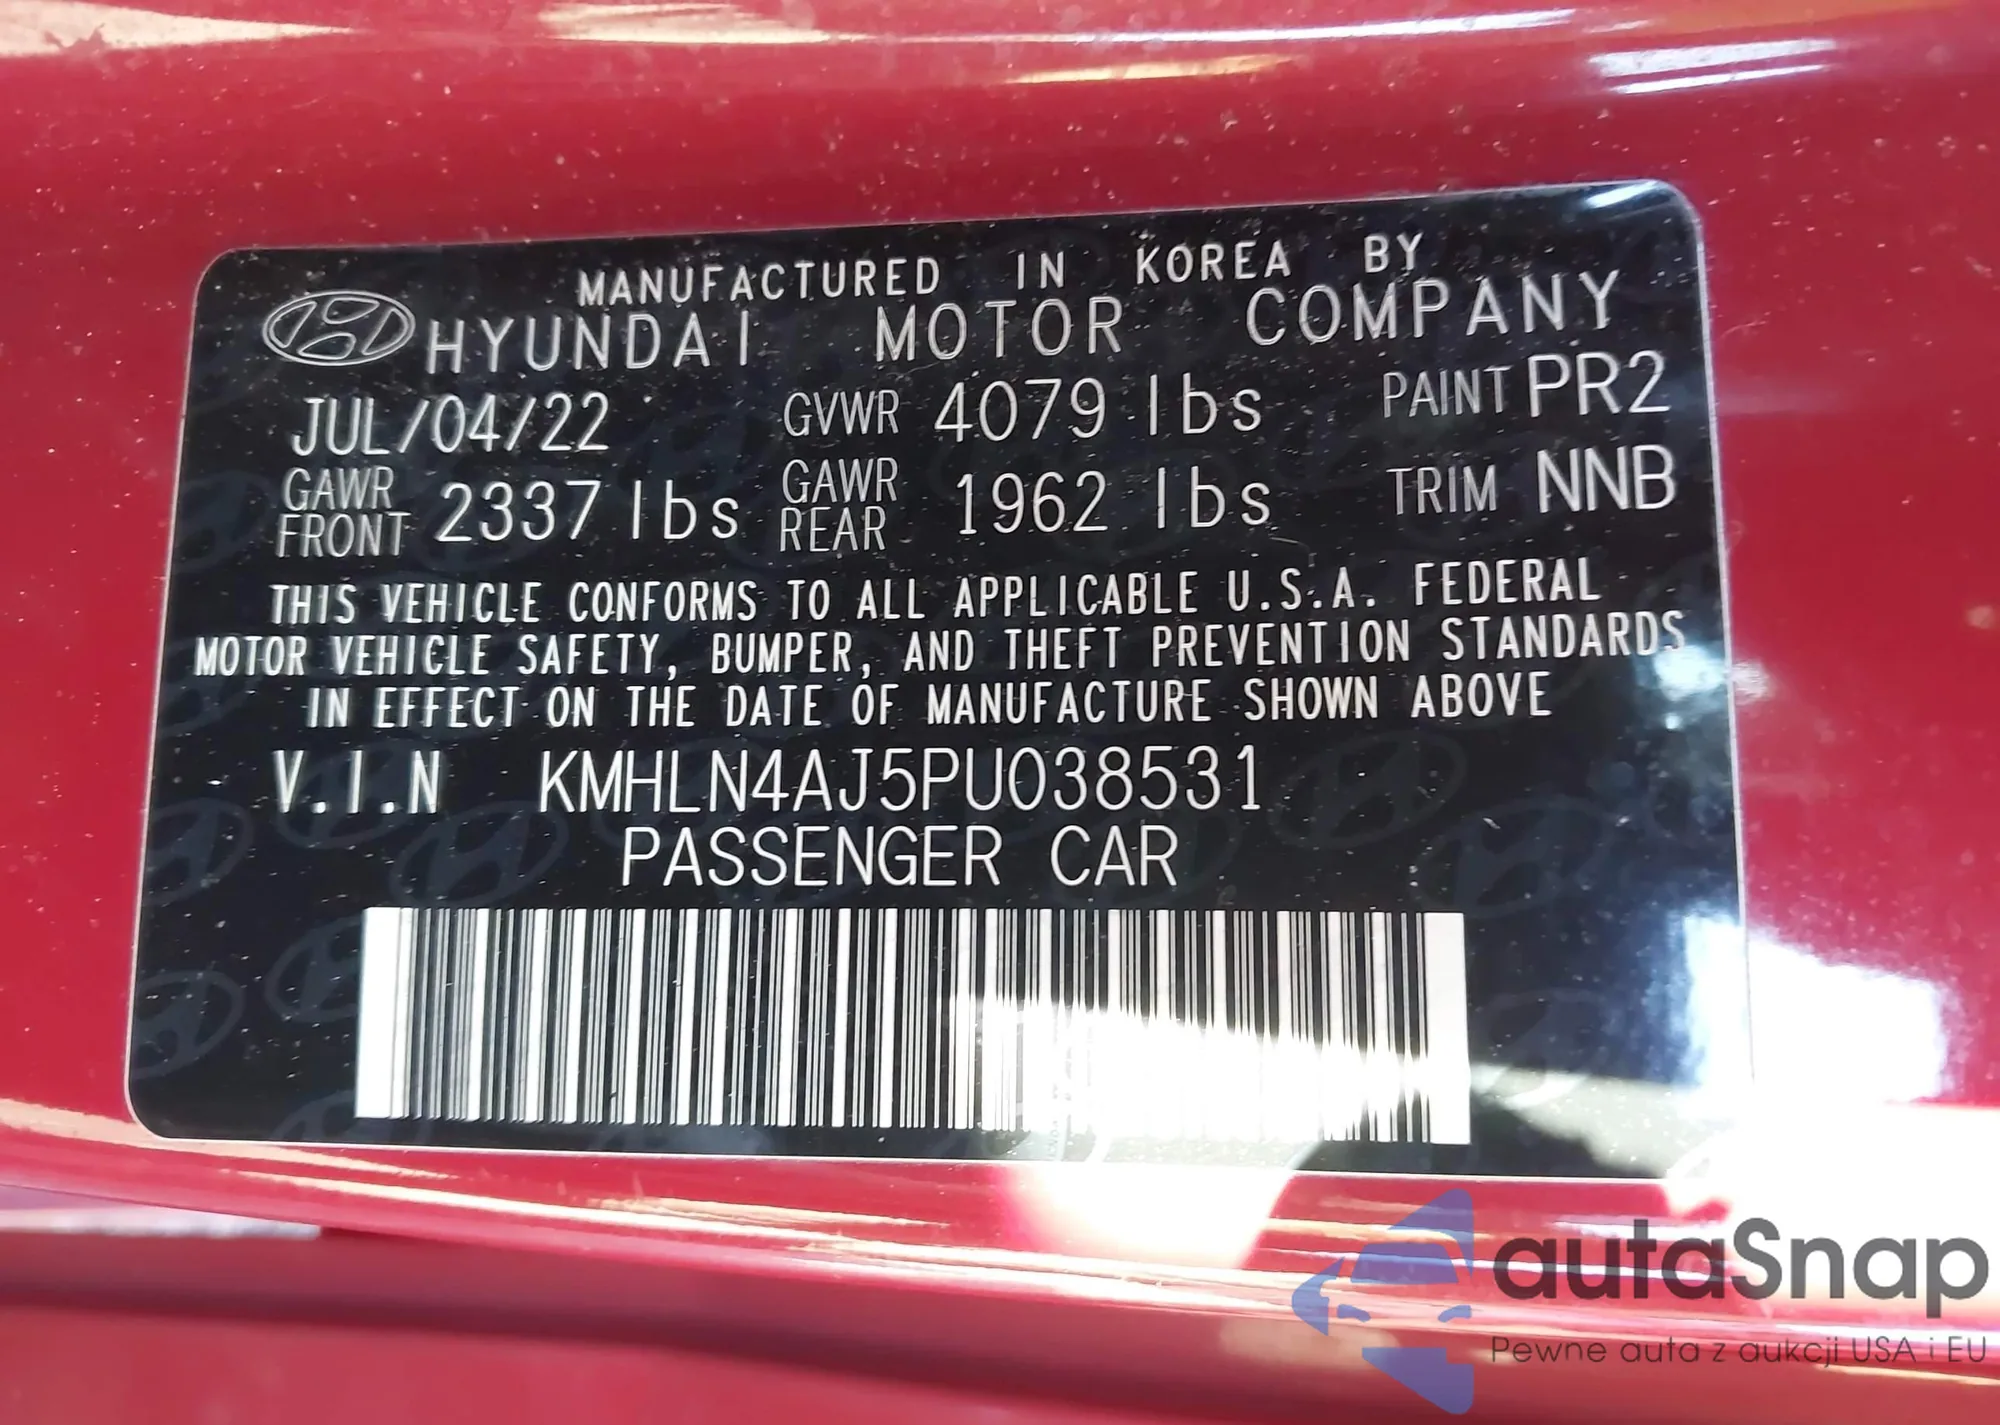 MANUFACTURED IN KOREA BY
HYUNDAI MOTOR COMPANY
JUL/04/22 GVWR 4079 lbs PAINT PR2
GAWR FRONT 2337 lbs GAWR REAR 1962 lbs TRIM NNB
THIS VEHICLE CONFORMS TO ALL APPLICABLE U.S.A. FEDERAL
MOTOR VEHICLE SAFETY, BUMPER, AND THEFT PREVENTION STANDARDS
IN EFFECT ON THE DATE OF MANUFACTURE SHOWN ABOVE
V.I.N KMHLN4AJ5PU038531
PASSENGER CAR
autaSnap
Pewne auta z aukcji USA i EU